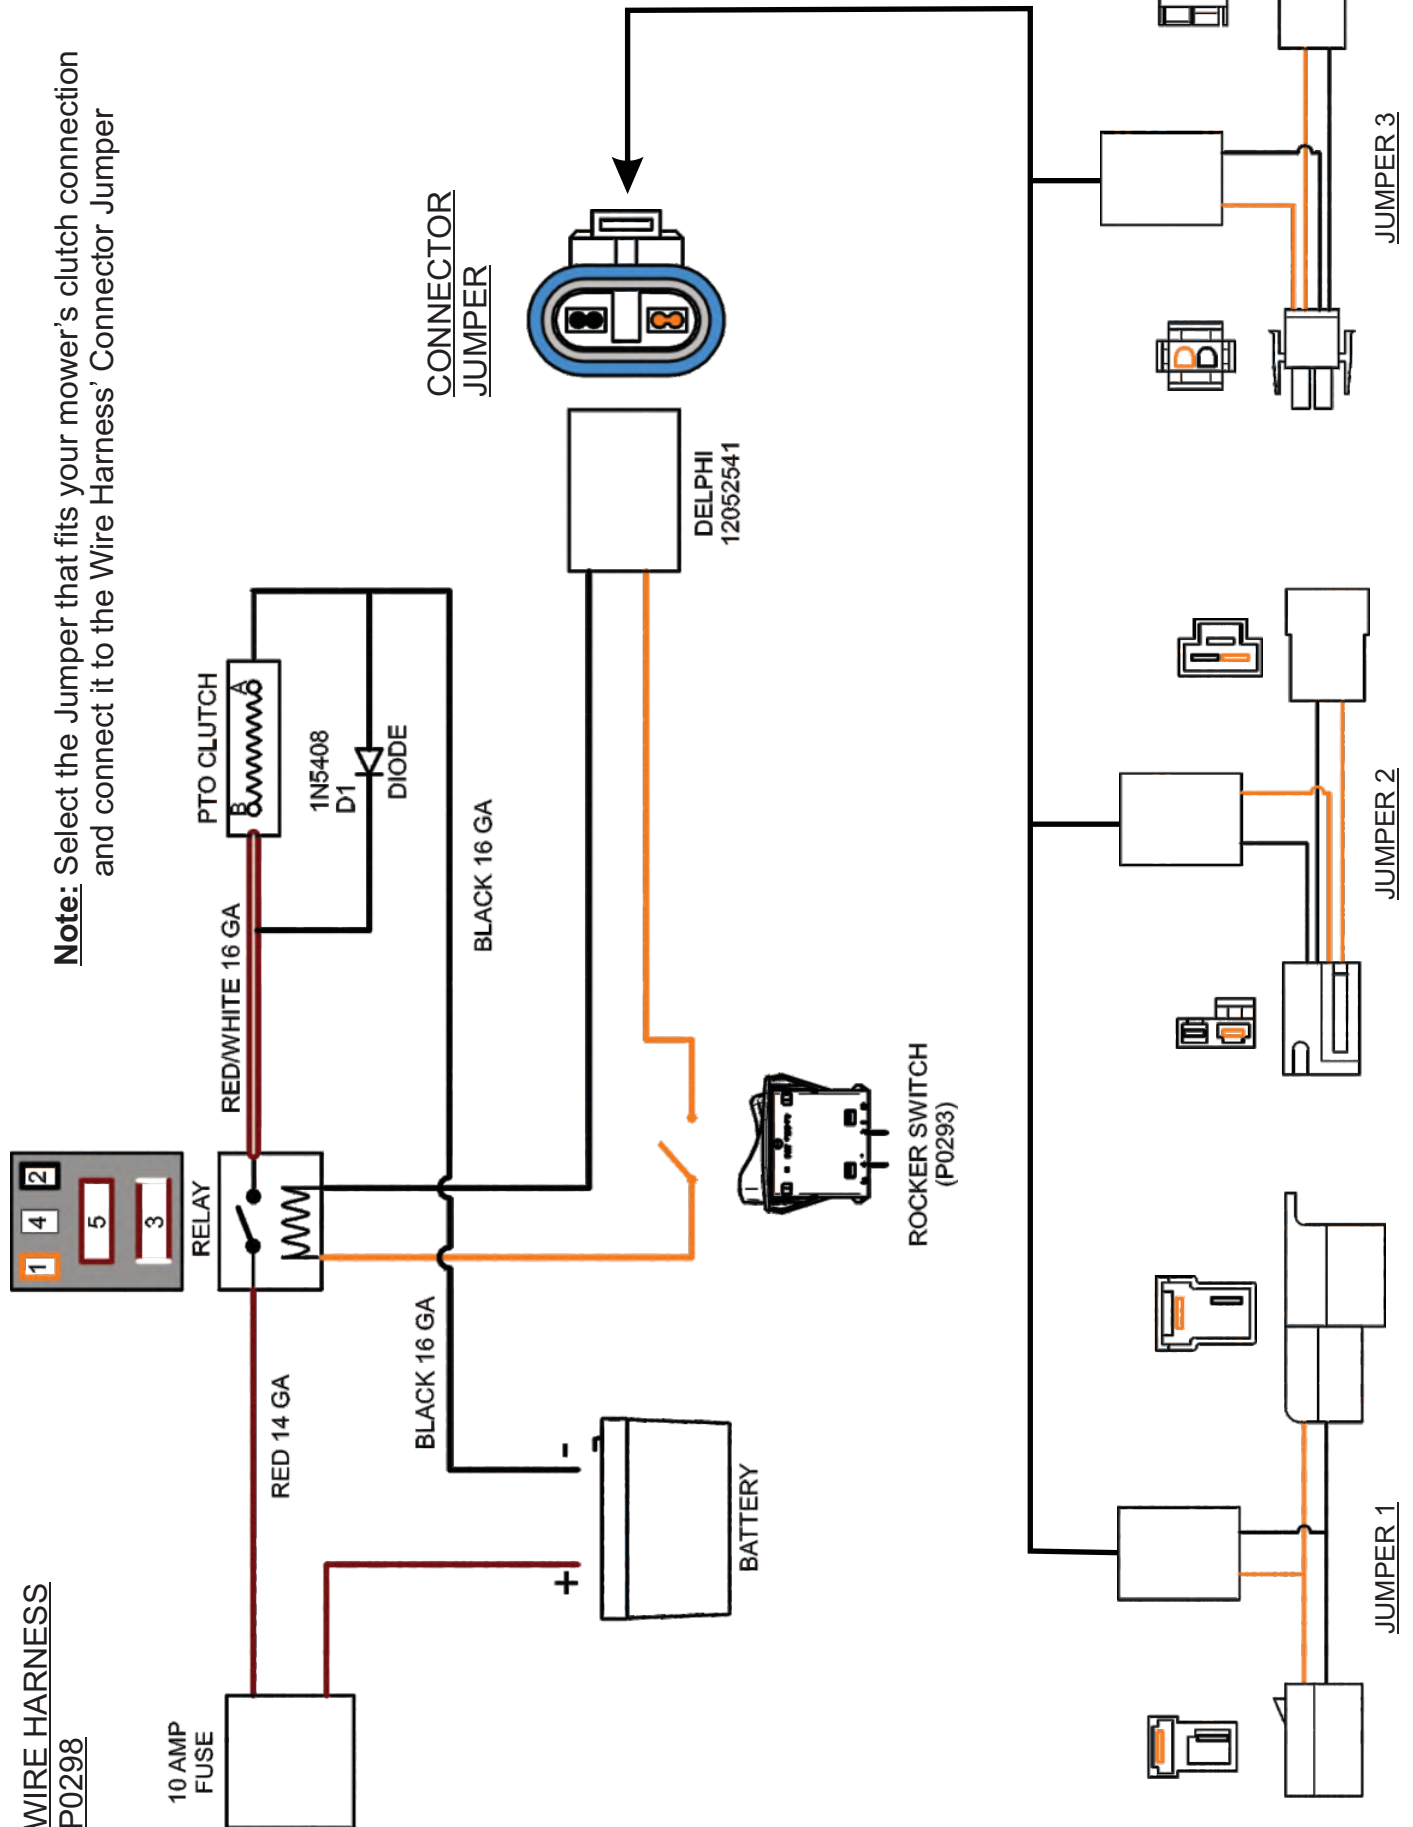 WIRE HARNESS
P0298
Note: Select the Jumper that fits your mower's clutch connection
and connect it to the Wire Harness' Connector Jumper
10 AMP
FUSE
RED 14 GA
1
4
2
5
3
RELAY
RED/WHITE 16 GA
PTO CLUTCH
B
A
1N5408
D1
DIODE
BLACK 16 GA
BLACK 16 GA
+
-
BATTERY
CONNECTOR
JUMPER
DELPHI
12052541
ROCKER SWITCH
(P0293)
JUMPER 1
JUMPER 2
JUMPER 3